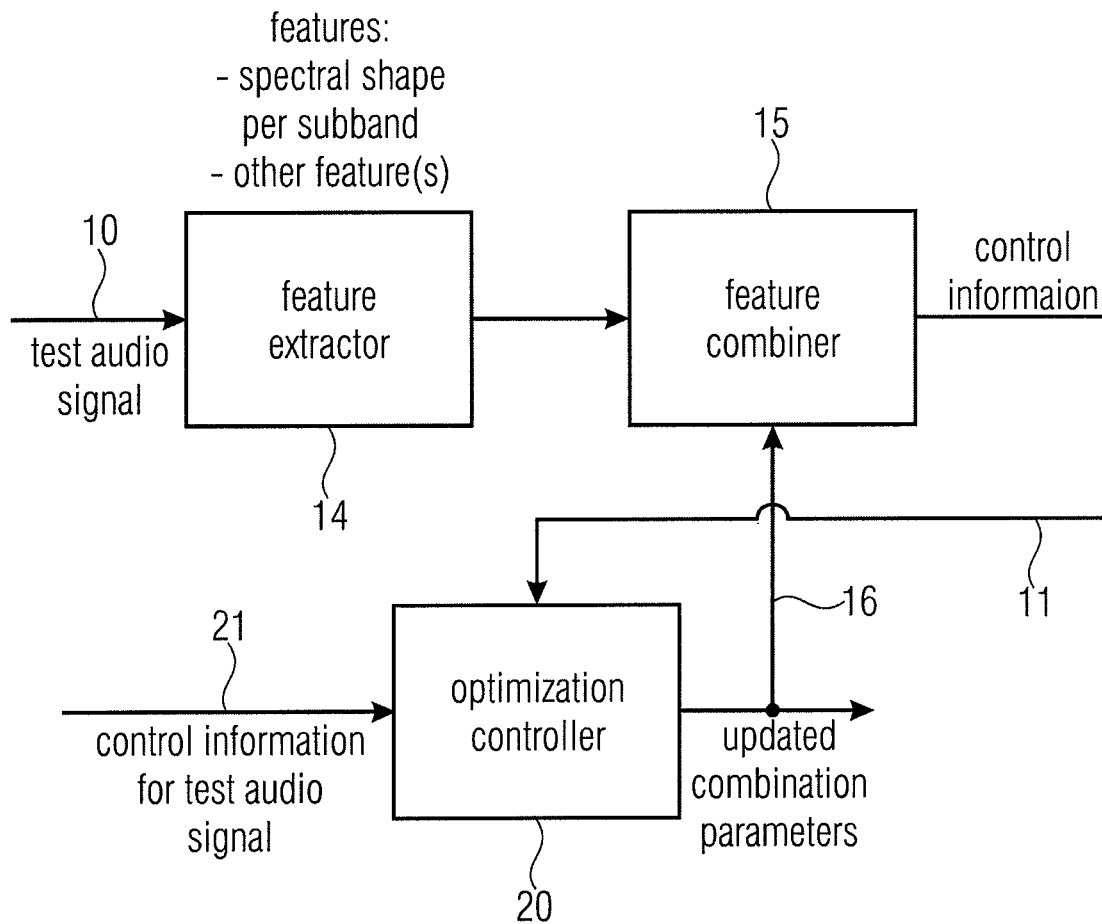 features:
- spectral shape
per subband
- other feature(s)
10
test audio
signal
feature
extractor
14
15
feature
combiner
control
informaion
11
16
21
control information
for test audio
signal
optimization
controller
20
updated
combination
parameters